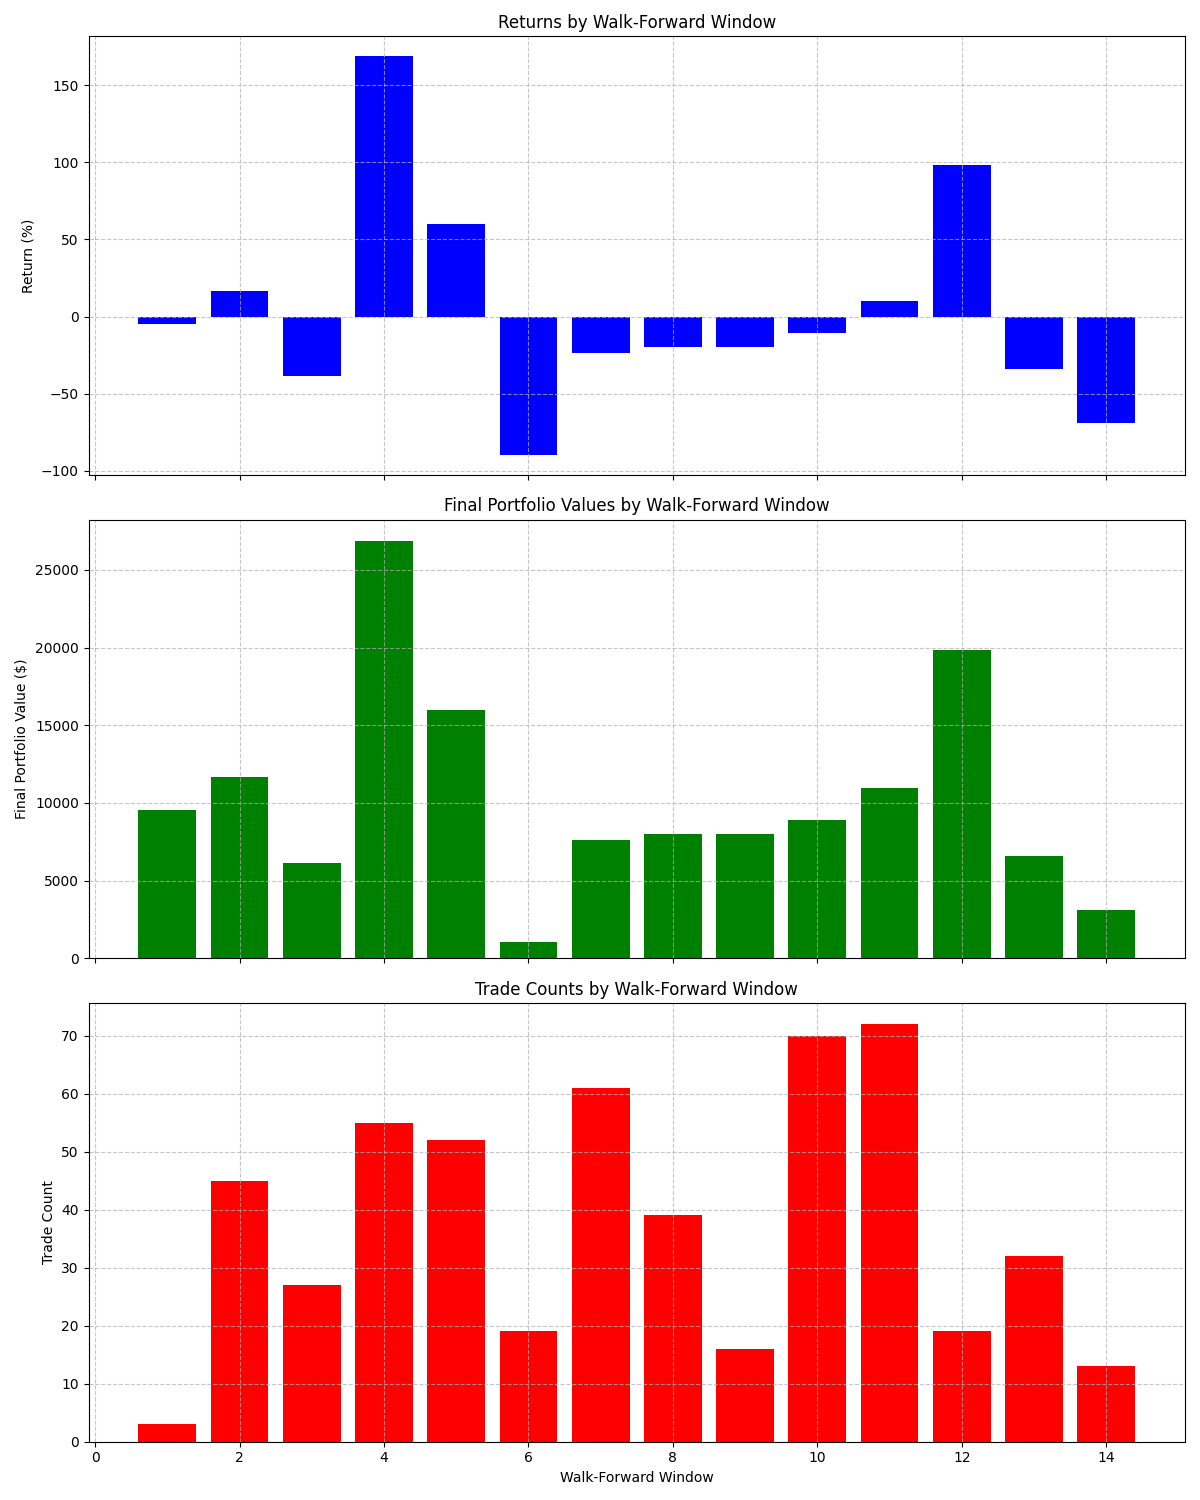 Returns by Walk-Forward Window
Return (%)
150
100
50
0
−50
−100
Final Portfolio Values by Walk-Forward Window
Final Portfolio Value ($)
25000
20000
15000
10000
5000
0
Trade Counts by Walk-Forward Window
Trade Count
70
60
50
40
30
20
10
0
0 2 4 6 8 10 12 14
Walk-Forward Window